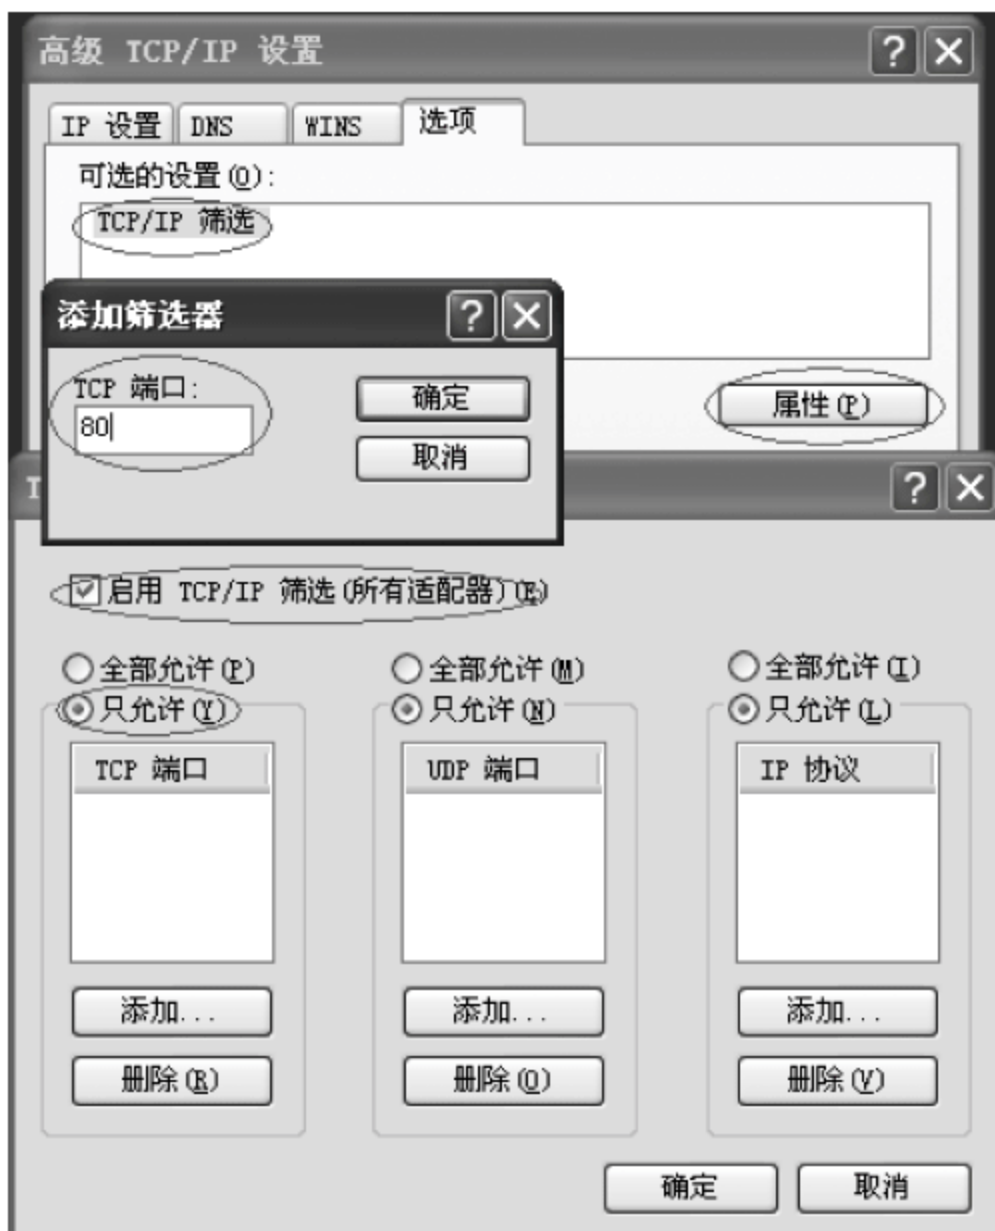 高级 TCP/IP 设置
IP 设置 DNS WINS 选项
可选的设置(O):
TCP/IP 筛选
添加筛选器
TCP 端口:
80
确定
取消
属性(P)
T
启用 TCP/IP 筛选(所有适配器)(E)
全部允许(P) 全部允许(M) 全部允许(I)
只允许(Y) 只允许(N) 只允许(L)
TCP 端口 UDP 端口 IP 协议
添加... 添加... 添加...
删除(R) 删除(O) 删除(V)
确定 取消